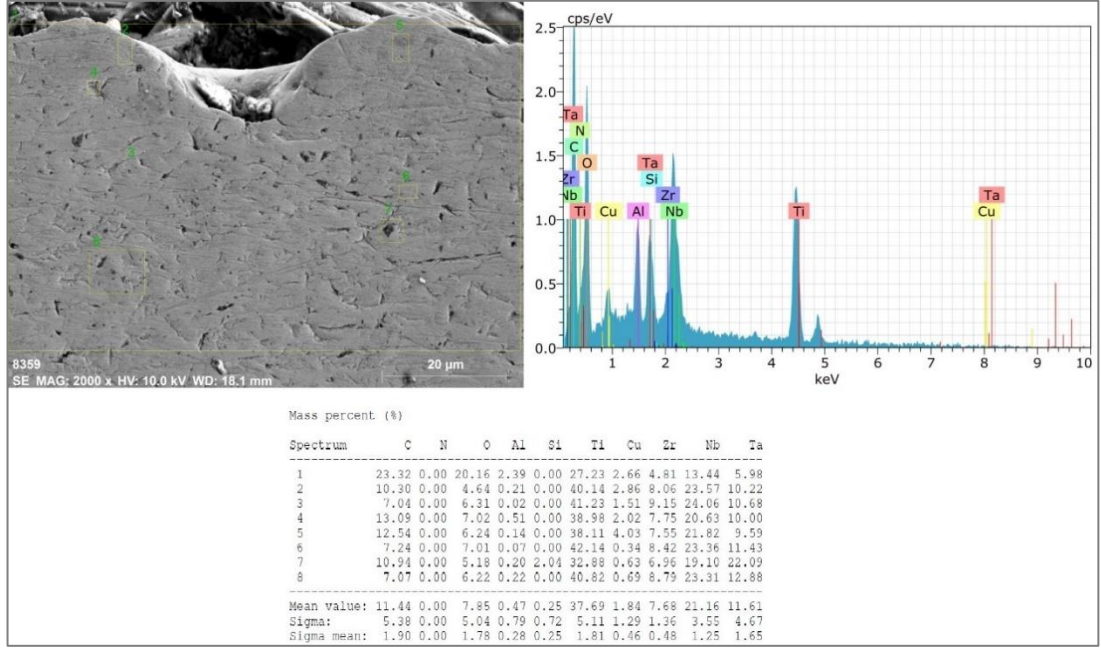 1
2
5
4
3
6
7
8
8359
SE MAG: 2000 x HV: 10.0 kV WD: 18.1 mm
20 µm
cps/eV
2.5
2.0
1.5
1.0
0.5
0.0
Ta
N
C
O
Zr
Nb
Ti
Cu
Al
Ta
Si
Zr
Nb
Ti
Ta
Cu
1 2 3 4 5 6 7 8 9 10
keV
Mass percent (%)
Spectrum C N O Al Si Ti Cu Zr Nb Ta
1 23.32 0.00 20.16 2.39 0.00 27.23 2.66 4.81 13.44 5.98
2 10.30 0.00 4.64 0.21 0.00 40.14 2.86 8.06 23.57 10.22
3 7.04 0.00 6.31 0.02 0.00 41.23 1.51 9.15 24.06 10.68
4 13.09 0.00 7.02 0.51 0.00 38.98 2.02 7.75 20.63 10.00
5 12.54 0.00 6.24 0.14 0.00 38.11 4.03 7.55 21.82 9.59
6 7.24 0.00 7.01 0.07 0.00 42.14 0.34 8.42 23.36 11.43
7 10.94 0.00 5.18 0.20 2.04 32.88 0.63 6.96 19.10 22.09
8 7.07 0.00 6.22 0.22 0.00 40.82 0.69 8.79 23.31 12.88
Mean value: 11.44 0.00 7.85 0.47 0.25 37.69 1.84 7.68 21.16 11.61
Sigma: 5.38 0.00 5.04 0.79 0.72 5.11 1.29 1.36 3.55 4.67
Sigma mean: 1.90 0.00 1.78 0.28 0.25 1.81 0.46 0.48 1.25 1.65